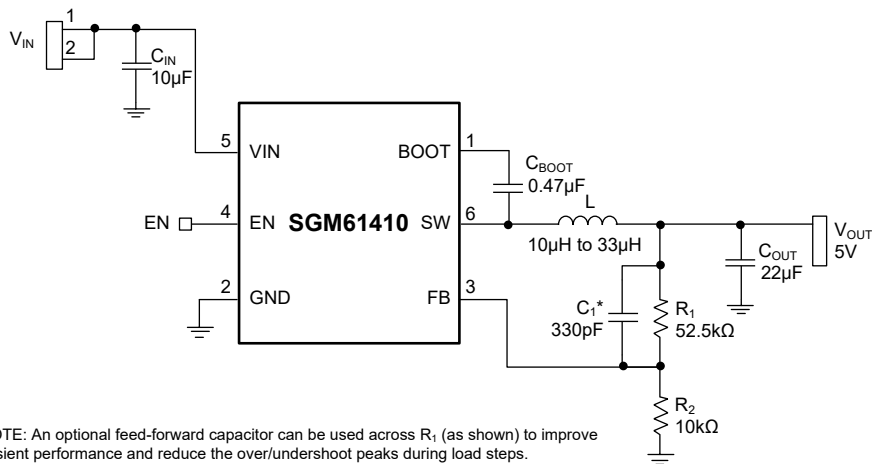 1
V_IN
2
C_IN
10µF
5
VIN
BOOT
1
C_BOOT
0.47µF
EN
4
EN
SGM61410
SW
6
L
10µH to 33µH
V_OUT
5V
C_OUT
22µF
2
GND
FB
3
C_1*
330pF
R_1
52.5kΩ
R_2
10kΩ
OTE: An optional feed-forward capacitor can be used across R_1 (as shown) to improve
sient performance and reduce the over/undershoot peaks during load steps.